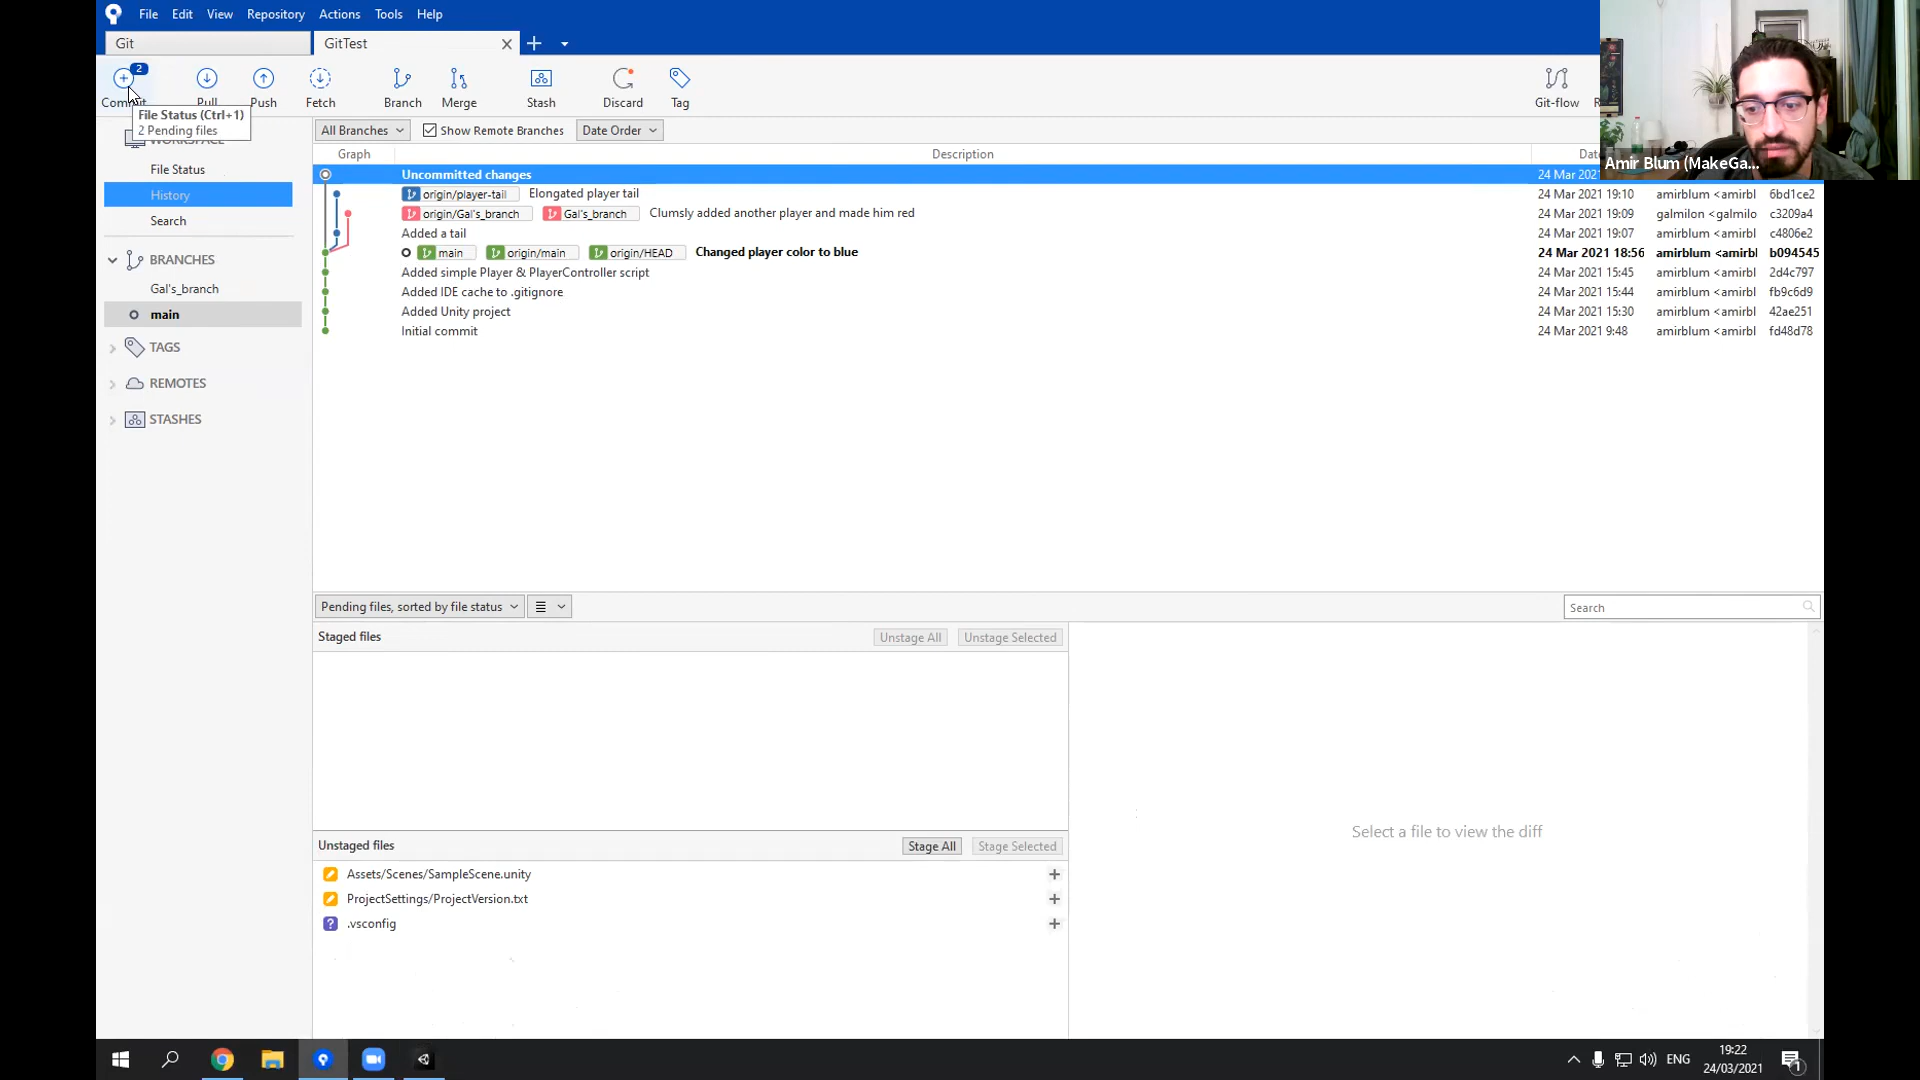 File Edit View Repository Actions Tools Help
Git GitTest
2
Commit Pull Push Fetch Branch Merge Stash Discard Tag Git-flow
File Status (Ctrl+1)
2 Pending files
WORKSPACE
File Status
History
Search
BRANCHES
Gal's_branch
main
TAGS
REMOTES
STASHES
All Branches Show Remote Branches Date Order
Graph Description
Uncommitted changes 24 Mar 202
origin/player-tail Elongated player tail 24 Mar 2021 19:10 amirblum <amirbl 6bd1ce2
origin/Gal's_branch Gal's_branch Clumsly added another player and made him red 24 Mar 2021 19:09 galmilon <galmilo c3209a4
Added a tail 24 Mar 2021 19:07 amirblum <amirbl c4806e2
main origin/main origin/HEAD Changed player color to blue 24 Mar 2021 18:56 amirblum <amirbl b094545
Added simple Player & PlayerController script 24 Mar 2021 15:45 amirblum <amirbl 2d4c797
Added IDE cache to .gitignore 24 Mar 2021 15:44 amirblum <amirbl fb9c6d9
Added Unity project 24 Mar 2021 15:30 amirblum <amirbl 42ae251
Initial commit 24 Mar 2021 9:48 amirblum <amirbl fd48d78
Pending files, sorted by file status Search
Staged files Unstage All Unstage Selected
Select a file to view the diff
Unstaged files Stage All Stage Selected
Assets/Scenes/SampleScene.unity
ProjectSettings/ProjectVersion.txt
.vsconfig
Amir Blum (MakeGa...
ENG 19:22
24/03/2021
1